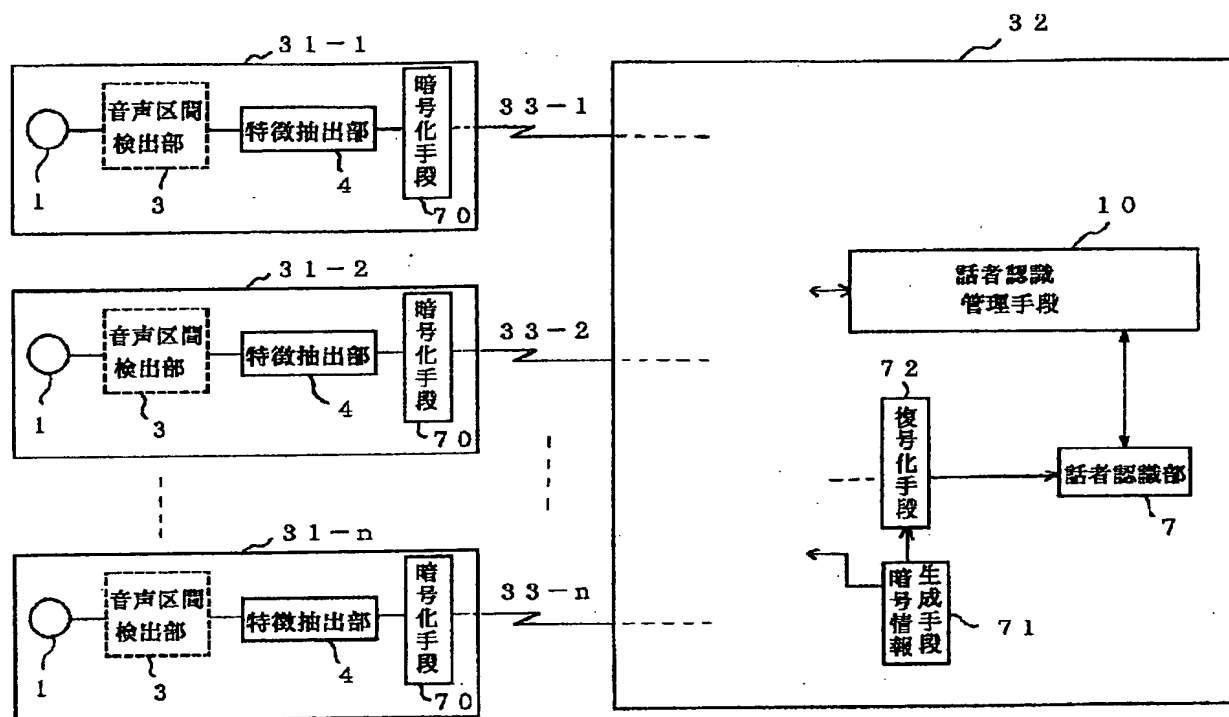 31-1
音声区間
検出部
特徴抽出部
暗号化手段
1
3
4
70
33-1
31-2
音声区間
検出部
特徴抽出部
暗号化手段
1
3
4
70
33-2
31-n
音声区間
検出部
特徴抽出部
暗号化手段
1
3
4
70
33-n
32
10
話者認識
管理手段
72
復号化手段
話者認識部
7
生成手段
暗号情報
71